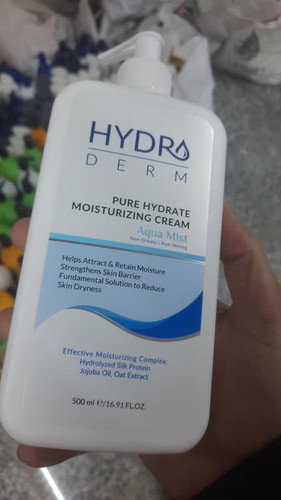 HYDRA
DERM
PURE HYDRATE
MOISTURIZING CREAM
Aqua Mist
Non-Greasy | Non-Stinging
Helps Attract & Retain Moisture
Strengthens Skin Barrier
Fundamental Solution to Reduce
Skin Dryness
Effective Moisturizing Complex:
Hydrolyzed Silk Protein
Jojoba Oil, Oat Extract
500 ml ℮/16.91 FL.OZ.